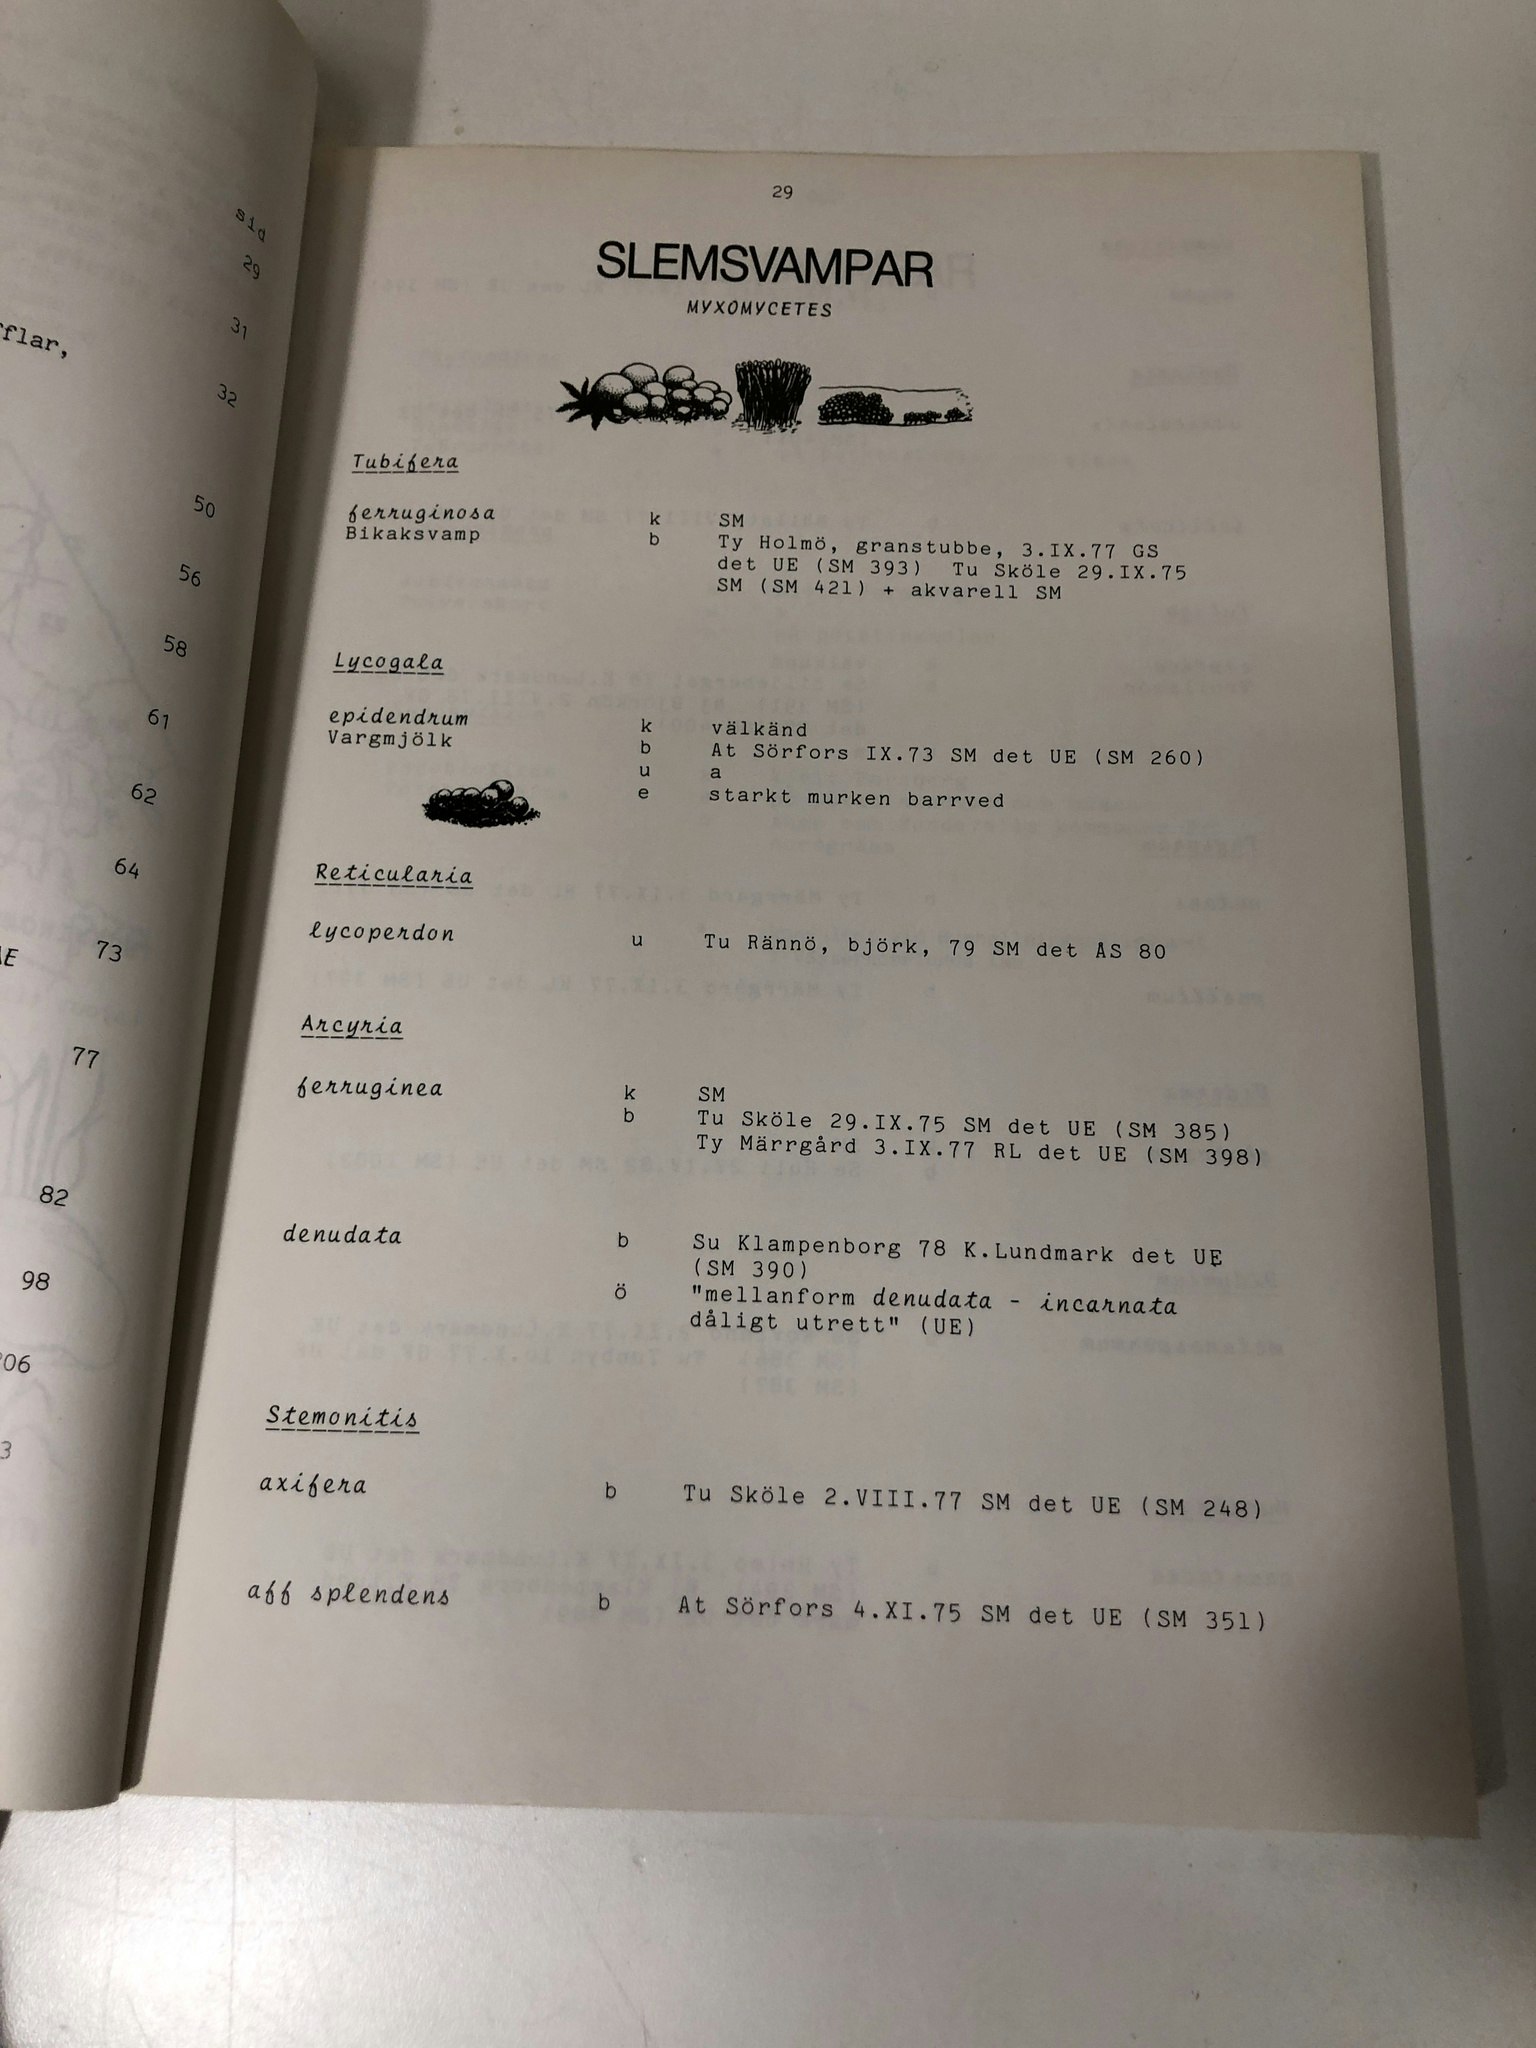 sid
29
31
fflar,
32
50
56
58
61
62
64
73
77
82
98
29
SLEMSVAMPAR
MYXOMYCETES
Tubifera
ferruginosa k SM
Bikaksvamp b Ty Holmö, granstubbe, 3.IX.77 GS
det UE (SM 393) Tu Sköle 29.IX.75
SM (SM 421) + akvarell SM
Lycogala
epidendrum k välkänd
Vargmjölk b At Sörfors IX.73 SM det UE (SM 260)
u a
e starkt murken barrved
Reticularia
lycoperdon u Tu Rännö, björk, 79 SM det AS 80
Arcyria
ferruginea k SM
b Tu Sköle 29.IX.75 SM det UE (SM 385)
Ty Märrgård 3.IX.77 RL det UE (SM 398)
denudata b Su Klampenborg 78 K.Lundmark det UE
(SM 390)
ö "mellanform denudata - incarnata
dåligt utrett" (UE)
Stemonitis
axifera b Tu Sköle 2.VIII.77 SM det UE (SM 248)
aff splendens b At Sörfors 4.XI.75 SM det UE (SM 351)